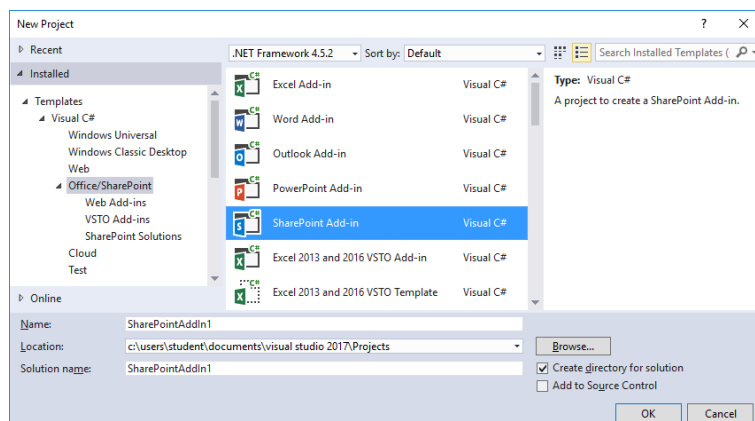 New Project
? X
Recent
.NET Framework 4.5.2 Sort by: Default
Search Installed Templates (
Installed
Templates
Visual C#
Windows Universal
Windows Classic Desktop
Web
Office/SharePoint
Web Add-ins
VSTO Add-ins
SharePoint Solutions
Cloud
Test
Online
C# Excel Add-in Visual C#
C# Word Add-in Visual C#
C# Outlook Add-in Visual C#
C# PowerPoint Add-in Visual C#
C# SharePoint Add-in Visual C#
C# Excel 2013 and 2016 VSTO Add-in Visual C#
C# Excel 2013 and 2016 VSTO Template Visual C#
Type: Visual C#
A project to create a SharePoint Add-in.
Name: SharePointAddIn1
Location: c:\users\student\documents\visual studio 2017\Projects
Browse...
Solution name: SharePointAddIn1
Create directory for solution
Add to Source Control
OK Cancel